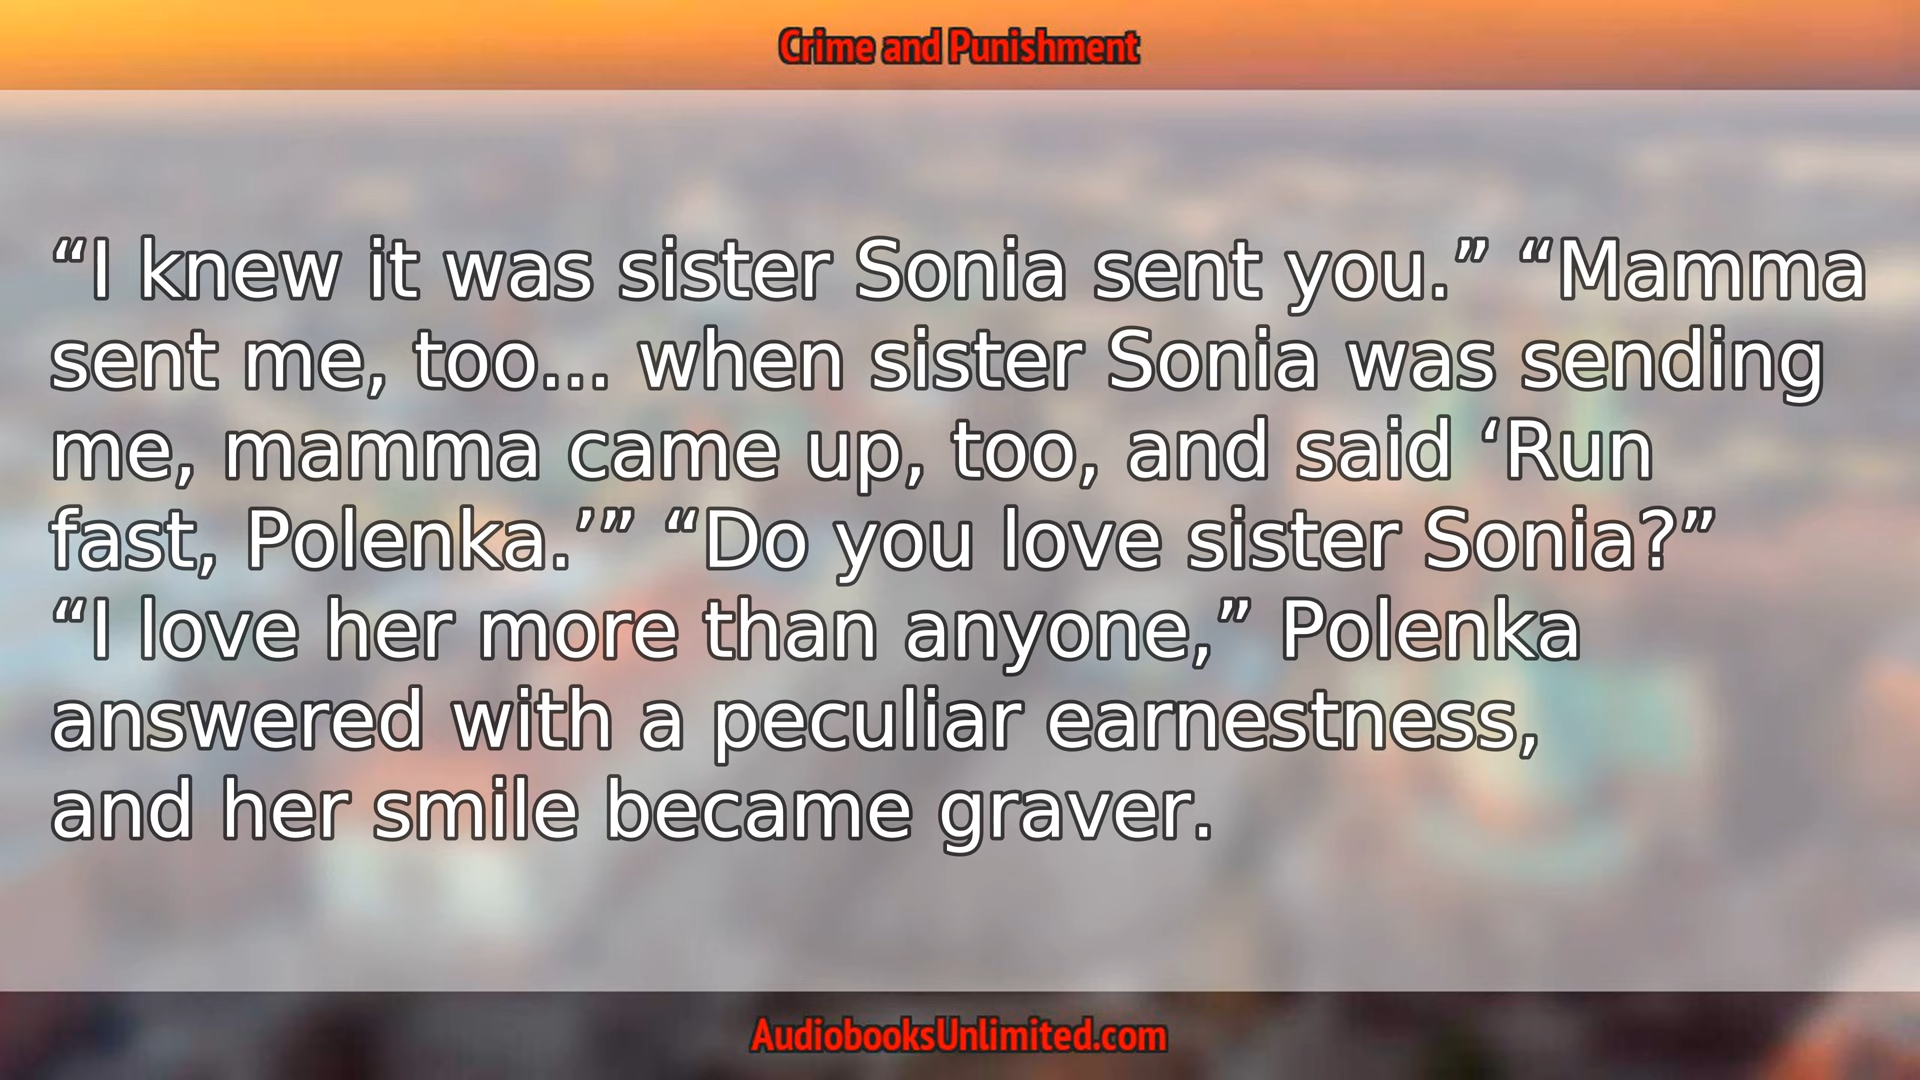 Crime and Punishment
“I knew it was sister Sonia sent you.” “Mamma
sent me, too... when sister Sonia was sending
me, mamma came up, too, and said ‘Run
fast, Polenka.’” “Do you love sister Sonia?”
“I love her more than anyone,” Polenka
answered with a peculiar earnestness,
and her smile became graver.
AudiobooksUnlimited.com